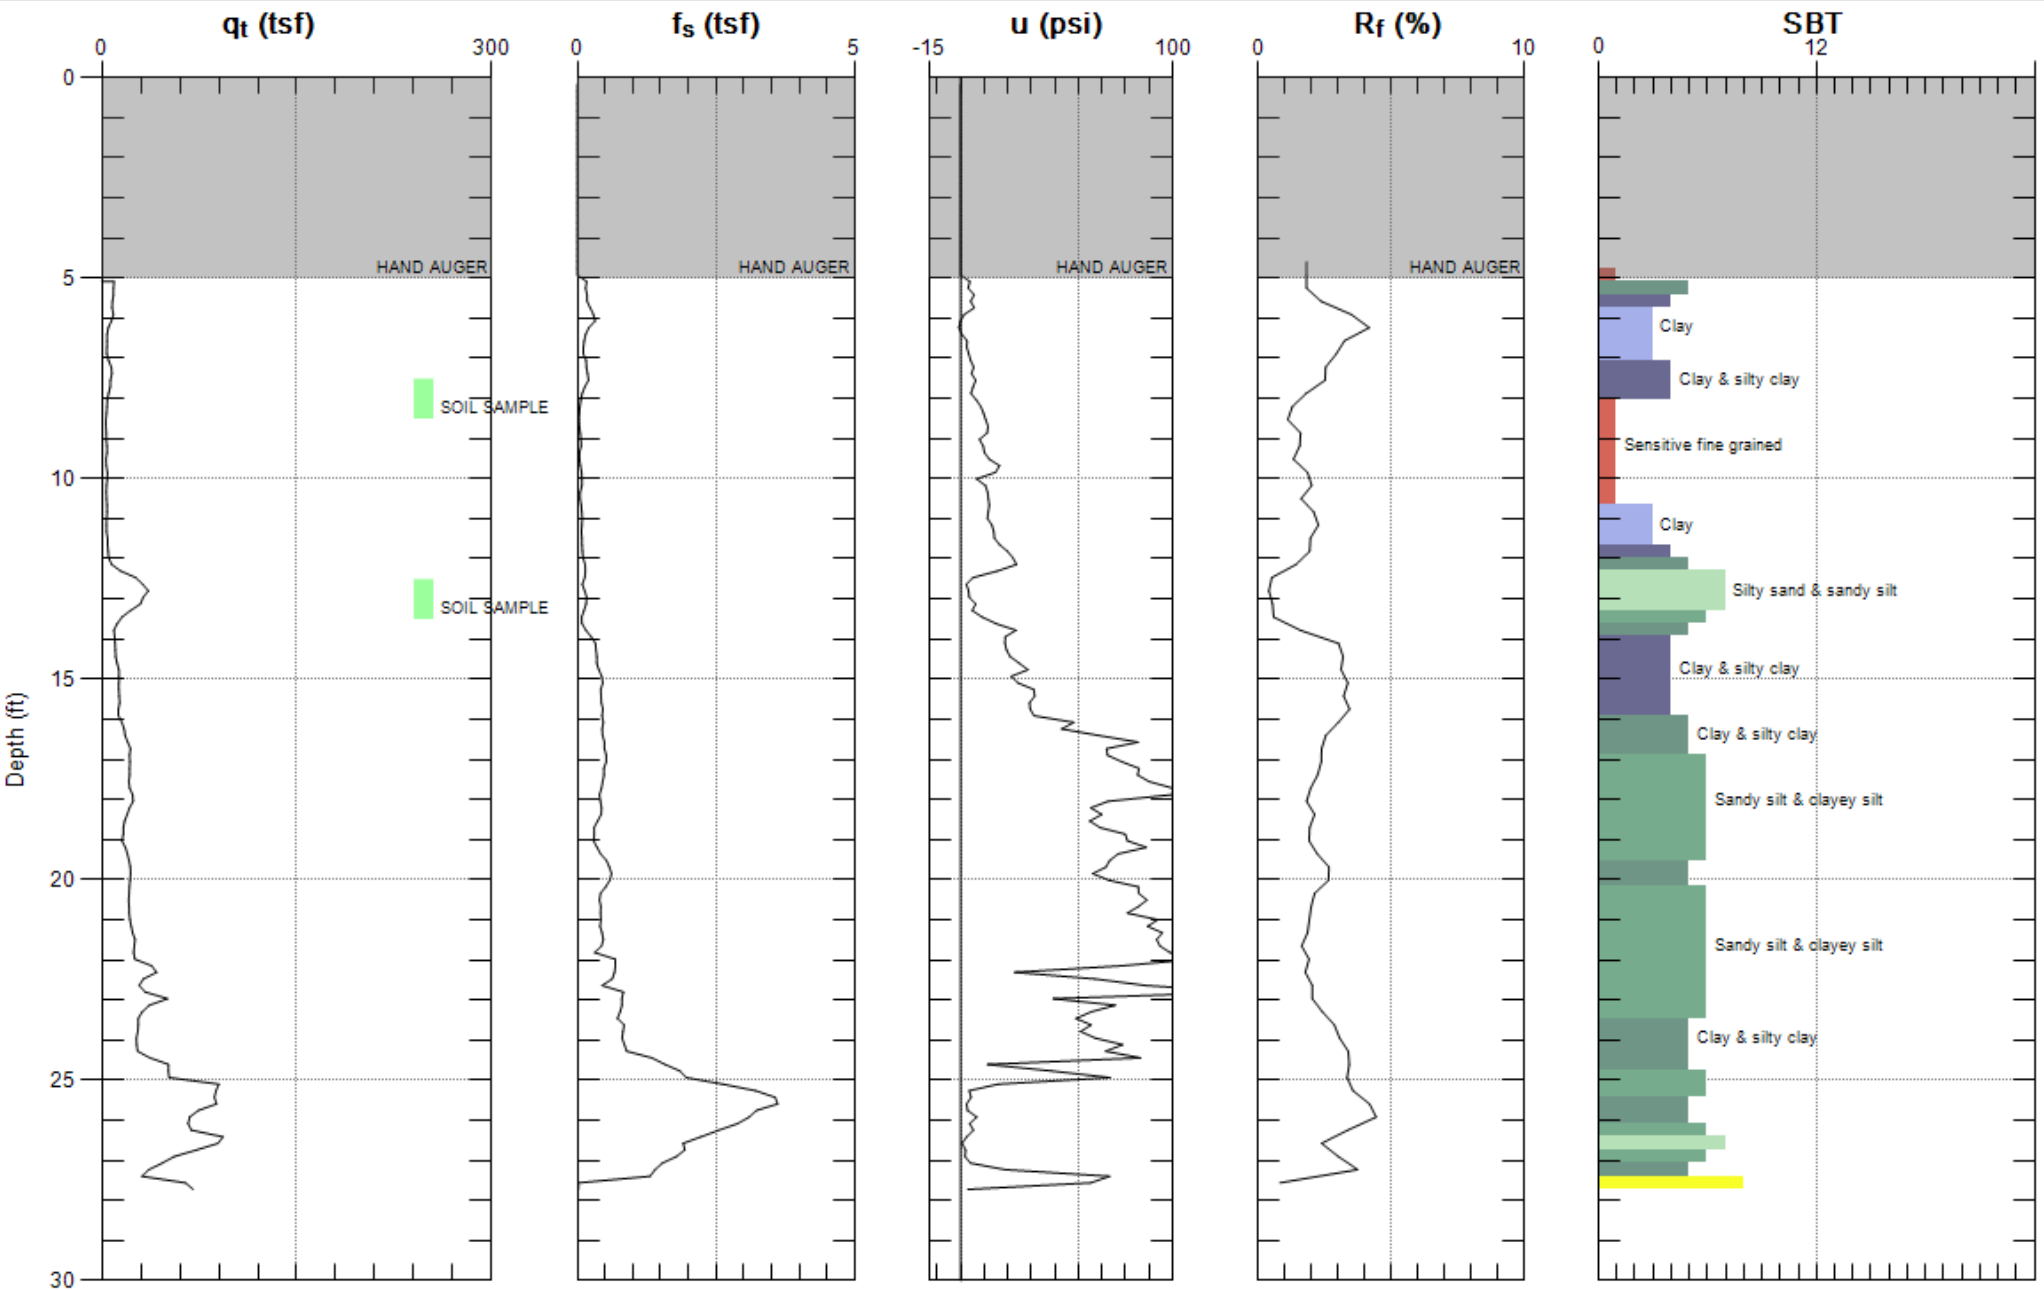 qt (tsf) fs (tsf) u (psi) Rf (%) SBT
0 300 0 5 -15 100 0 10 0 12
0
HAND AUGER HAND AUGER HAND AUGER HAND AUGER
5
Clay
Clay & silty clay
SOIL SAMPLE
Sensitive fine grained
10
Clay
Silty sand & sandy silt
SOIL SAMPLE
Clay & silty clay
15
Depth (ft)
Clay & silty clay
Sandy silt & clayey silt
20
Sandy silt & clayey silt
Clay & silty clay
25
30